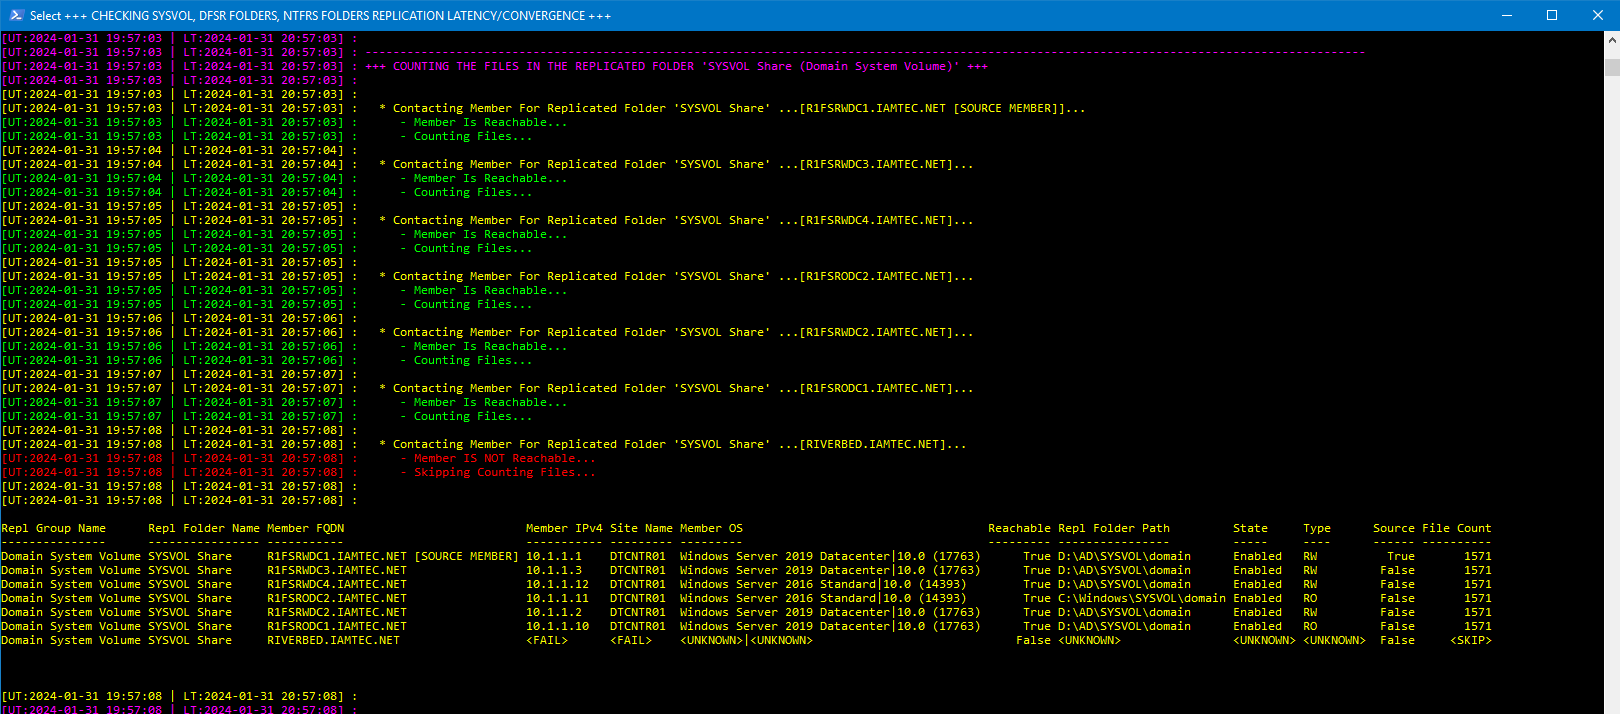 Select +++ CHECKING SYSVOL, DFSR FOLDERS, NTFRS FOLDERS REPLICATION LATENCY/CONVERGENCE +++
[UT:2024-01-31 19:57:03 | LT:2024-01-31 20:57:03] :
[UT:2024-01-31 19:57:03 | LT:2024-01-31 20:57:03] : ------------------------------------------------------------------------------------------------------------------------------------------------
[UT:2024-01-31 19:57:03 | LT:2024-01-31 20:57:03] : +++ COUNTING THE FILES IN THE REPLICATED FOLDER 'SYSVOL Share (Domain System Volume)' +++
[UT:2024-01-31 19:57:03 | LT:2024-01-31 20:57:03] :
[UT:2024-01-31 19:57:03 | LT:2024-01-31 20:57:03] :
[UT:2024-01-31 19:57:03 | LT:2024-01-31 20:57:03] :   * Contacting Member For Replicated Folder 'SYSVOL Share' ...[R1FSRWDC1.IAMTEC.NET [SOURCE MEMBER]]...
[UT:2024-01-31 19:57:03 | LT:2024-01-31 20:57:03] :      - Member Is Reachable...
[UT:2024-01-31 19:57:03 | LT:2024-01-31 20:57:03] :      - Counting Files...
[UT:2024-01-31 19:57:04 | LT:2024-01-31 20:57:04] :
[UT:2024-01-31 19:57:04 | LT:2024-01-31 20:57:04] :   * Contacting Member For Replicated Folder 'SYSVOL Share' ...[R1FSRWDC3.IAMTEC.NET]...
[UT:2024-01-31 19:57:04 | LT:2024-01-31 20:57:04] :      - Member Is Reachable...
[UT:2024-01-31 19:57:04 | LT:2024-01-31 20:57:04] :      - Counting Files...
[UT:2024-01-31 19:57:05 | LT:2024-01-31 20:57:05] :
[UT:2024-01-31 19:57:05 | LT:2024-01-31 20:57:05] :   * Contacting Member For Replicated Folder 'SYSVOL Share' ...[R1FSRWDC4.IAMTEC.NET]...
[UT:2024-01-31 19:57:05 | LT:2024-01-31 20:57:05] :      - Member Is Reachable...
[UT:2024-01-31 19:57:05 | LT:2024-01-31 20:57:05] :      - Counting Files...
[UT:2024-01-31 19:57:05 | LT:2024-01-31 20:57:05] :
[UT:2024-01-31 19:57:05 | LT:2024-01-31 20:57:05] :   * Contacting Member For Replicated Folder 'SYSVOL Share' ...[R1FSRODC2.IAMTEC.NET]...
[UT:2024-01-31 19:57:05 | LT:2024-01-31 20:57:05] :      - Member Is Reachable...
[UT:2024-01-31 19:57:05 | LT:2024-01-31 20:57:05] :      - Counting Files...
[UT:2024-01-31 19:57:06 | LT:2024-01-31 20:57:06] :
[UT:2024-01-31 19:57:06 | LT:2024-01-31 20:57:06] :   * Contacting Member For Replicated Folder 'SYSVOL Share' ...[R1FSRWDC2.IAMTEC.NET]...
[UT:2024-01-31 19:57:06 | LT:2024-01-31 20:57:06] :      - Member Is Reachable...
[UT:2024-01-31 19:57:06 | LT:2024-01-31 20:57:06] :      - Counting Files...
[UT:2024-01-31 19:57:07 | LT:2024-01-31 20:57:07] :
[UT:2024-01-31 19:57:07 | LT:2024-01-31 20:57:07] :   * Contacting Member For Replicated Folder 'SYSVOL Share' ...[R1FSRODC1.IAMTEC.NET]...
[UT:2024-01-31 19:57:07 | LT:2024-01-31 20:57:07] :      - Member Is Reachable...
[UT:2024-01-31 19:57:07 | LT:2024-01-31 20:57:07] :      - Counting Files...
[UT:2024-01-31 19:57:08 | LT:2024-01-31 20:57:08] :
[UT:2024-01-31 19:57:08 | LT:2024-01-31 20:57:08] :   * Contacting Member For Replicated Folder 'SYSVOL Share' ...[RIVERBED.IAMTEC.NET]...
[UT:2024-01-31 19:57:08 | LT:2024-01-31 20:57:08] :      - Member IS NOT Reachable...
[UT:2024-01-31 19:57:08 | LT:2024-01-31 20:57:08] :      - Skipping Counting Files...
[UT:2024-01-31 19:57:08 | LT:2024-01-31 20:57:08] :
[UT:2024-01-31 19:57:08 | LT:2024-01-31 20:57:08] :
Repl Group Name      Repl Folder Name Member FQDN                          Member IPv4 Site Name Member OS                                   Reachable Repl Folder Path         State     Type      Source File Count
---------------      ---------------- -----------                          ----------- --------- ---------                                   --------- ----------------         -----     ----      ------ ----------
Domain System Volume SYSVOL Share     R1FSRWDC1.IAMTEC.NET [SOURCE MEMBER] 10.1.1.1    DTCNTR01  Windows Server 2019 Datacenter|10.0 (17763)      True D:\AD\SYSVOL\domain      Enabled   RW          True       1571
Domain System Volume SYSVOL Share     R1FSRWDC3.IAMTEC.NET                 10.1.1.3    DTCNTR01  Windows Server 2019 Datacenter|10.0 (17763)      True D:\AD\SYSVOL\domain      Enabled   RW         False       1571
Domain System Volume SYSVOL Share     R1FSRWDC4.IAMTEC.NET                 10.1.1.12   DTCNTR01  Windows Server 2016 Standard|10.0 (14393)        True D:\AD\SYSVOL\domain      Enabled   RW         False       1571
Domain System Volume SYSVOL Share     R1FSRODC2.IAMTEC.NET                 10.1.1.11   DTCNTR01  Windows Server 2016 Standard|10.0 (14393)        True C:\Windows\SYSVOL\domain Enabled   RO         False       1571
Domain System Volume SYSVOL Share     R1FSRWDC2.IAMTEC.NET                 10.1.1.2    DTCNTR01  Windows Server 2019 Datacenter|10.0 (17763)      True D:\AD\SYSVOL\domain      Enabled   RW         False       1571
Domain System Volume SYSVOL Share     R1FSRODC1.IAMTEC.NET                 10.1.1.10   DTCNTR01  Windows Server 2019 Datacenter|10.0 (17763)      True D:\AD\SYSVOL\domain      Enabled   RO         False       1571
Domain System Volume SYSVOL Share     RIVERBED.IAMTEC.NET                  <FAIL>      <FAIL>    <UNKNOWN>|<UNKNOWN>                             False <UNKNOWN>                <UNKNOWN> <UNKNOWN>  False     <SKIP>
[UT:2024-01-31 19:57:08 | LT:2024-01-31 20:57:08] :
[UT:2024-01-31 19:57:08 | LT:2024-01-31 20:57:08] :